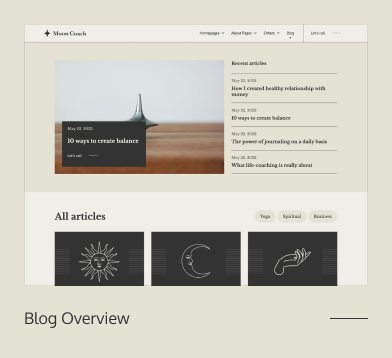 Moon Coach
Homepages
About Pages
Others
Blog
Let's call
May 22, 2022
10 ways to create balance
Let's call
Recent articles
May 22, 2022
How I created healthy relationship with
money
May 22, 2022
10 ways to create balance
May 22, 2022
The power of journaling on a daily basis
May 22, 2022
What life-coaching is really about
All articles
Yoga
Spiritual
Business
Blog Overview